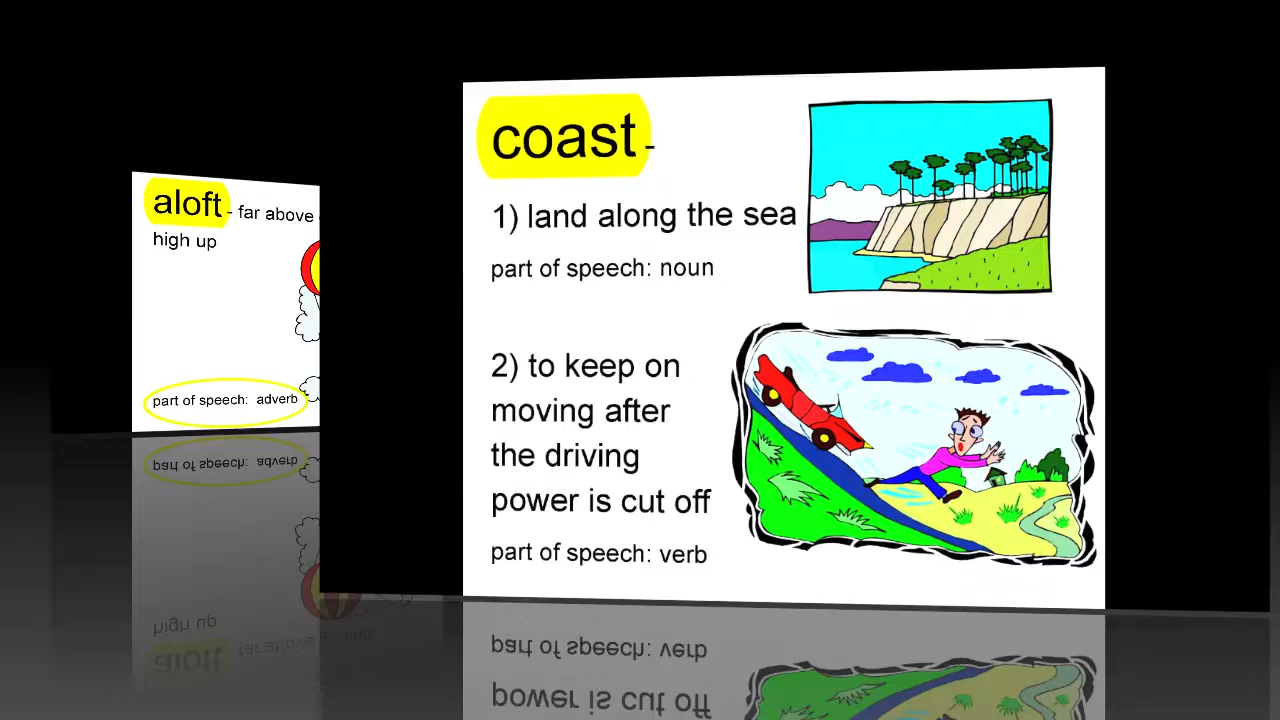 aloft - far above
high up
part of speech: adverb
coast -
1) land along the sea
part of speech: noun
2) to keep on
moving after
the driving
power is cut off
part of speech: verb